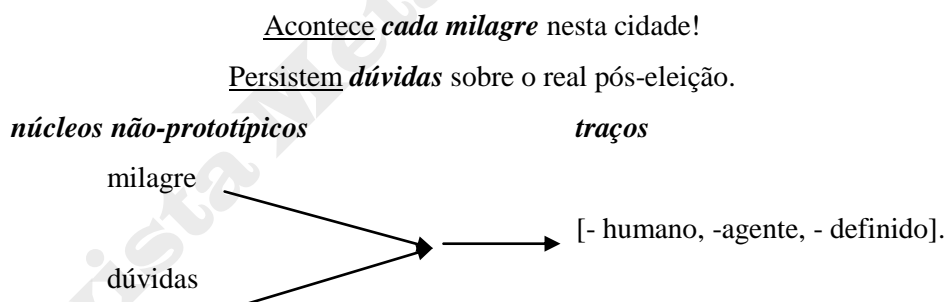 Acontece cada milagre nesta cidade!
Persistem dúvidas sobre o real pós-eleição.
núcleos não-prototípicos traços
milagre
[- humano, -agente, - definido].
dúvidas